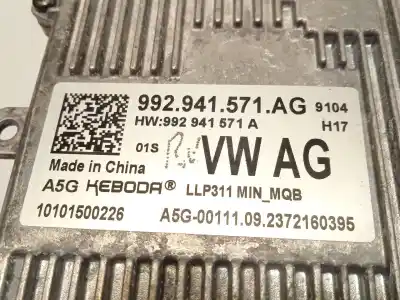 992.941.571.AG 9104
HW:992 941 571 A H17
01S VW AG
Made in China
A5G KEBODA® LLP311 MIN_MQB
10101500226 A5G-00111.09.2372160395